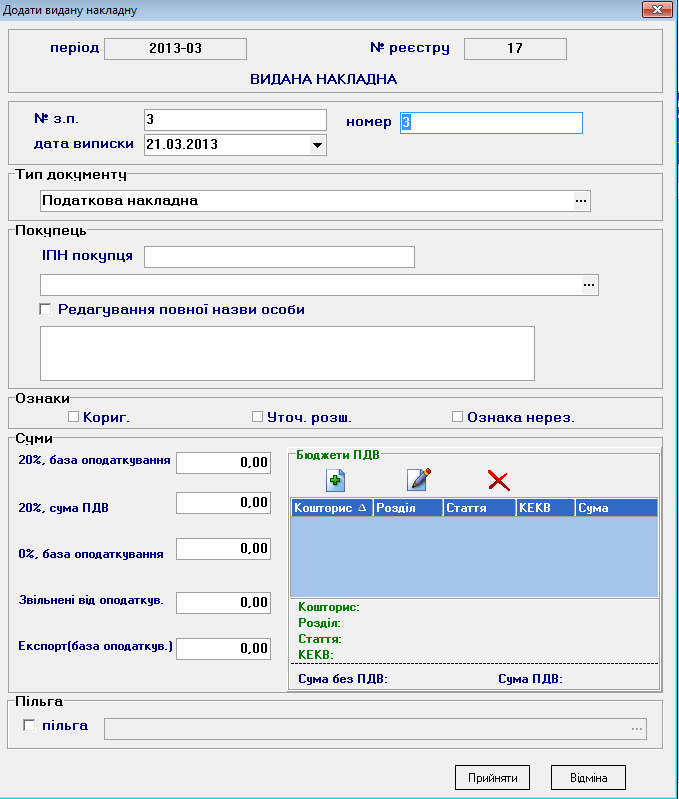 Додати видану накладну
період 2013-03 № реєстру 17
ВИДАНА НАКЛАДНА
№ з.п. 3 номер 3
дата виписки 21.03.2013
Тип документу
Податкова накладна ...
Покупець
ІПН покупця
...
Редагування повної назви особи
Ознаки
Кориг. Уточ. розш. Ознака нерез.
Суми
20%, база оподаткування 0,00
20%, сума ПДВ 0,00
0%, база оподаткування 0,00
Звільнені від оподаткув. 0,00
Експорт(база оподаткув.) 0,00
Бюджети ПДВ
Кошторис Розділ Стаття КЕКВ Сума
Кошторис:
Розділ:
Стаття:
КЕКВ:
Сума без ПДВ: Сума ПДВ:
Пільга
пільга ...
Прийняти Відміна